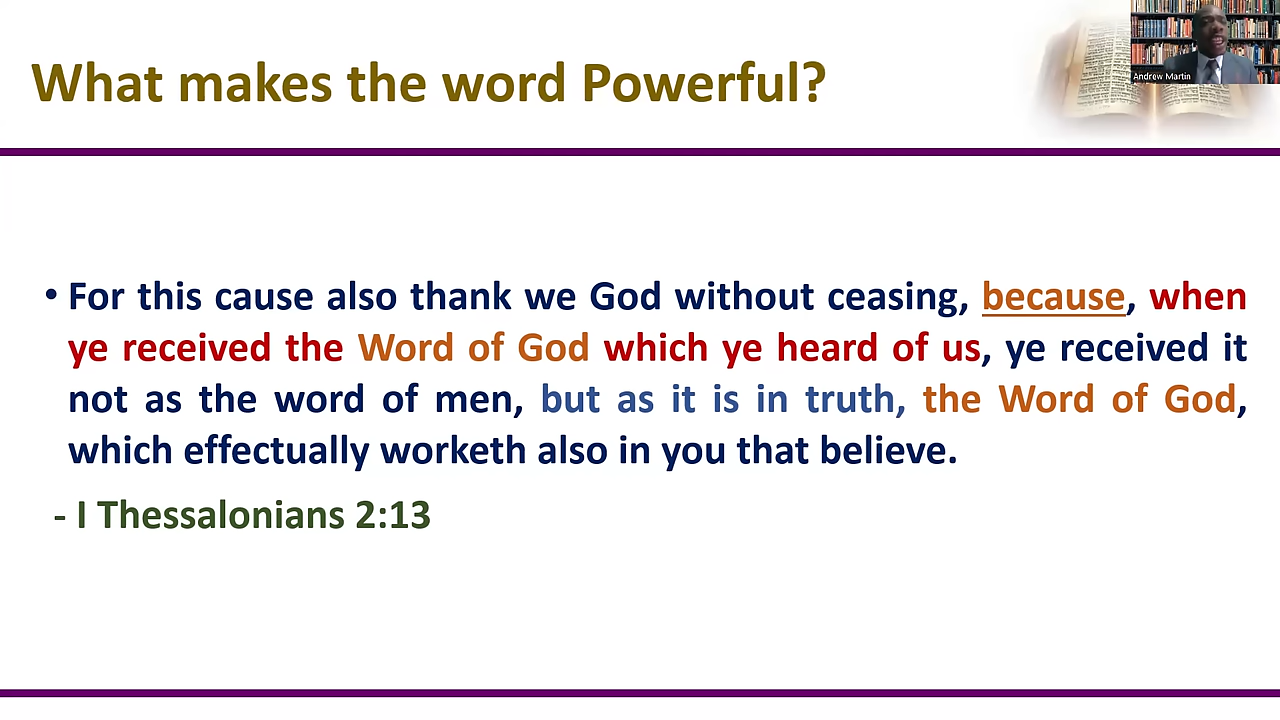 What makes the word Powerful?
Andrew Martin
• For this cause also thank we God without ceasing, because, when
ye received the Word of God which ye heard of us, ye received it
not as the word of men, but as it is in truth, the Word of God,
which effectually worketh also in you that believe.
- I Thessalonians 2:13